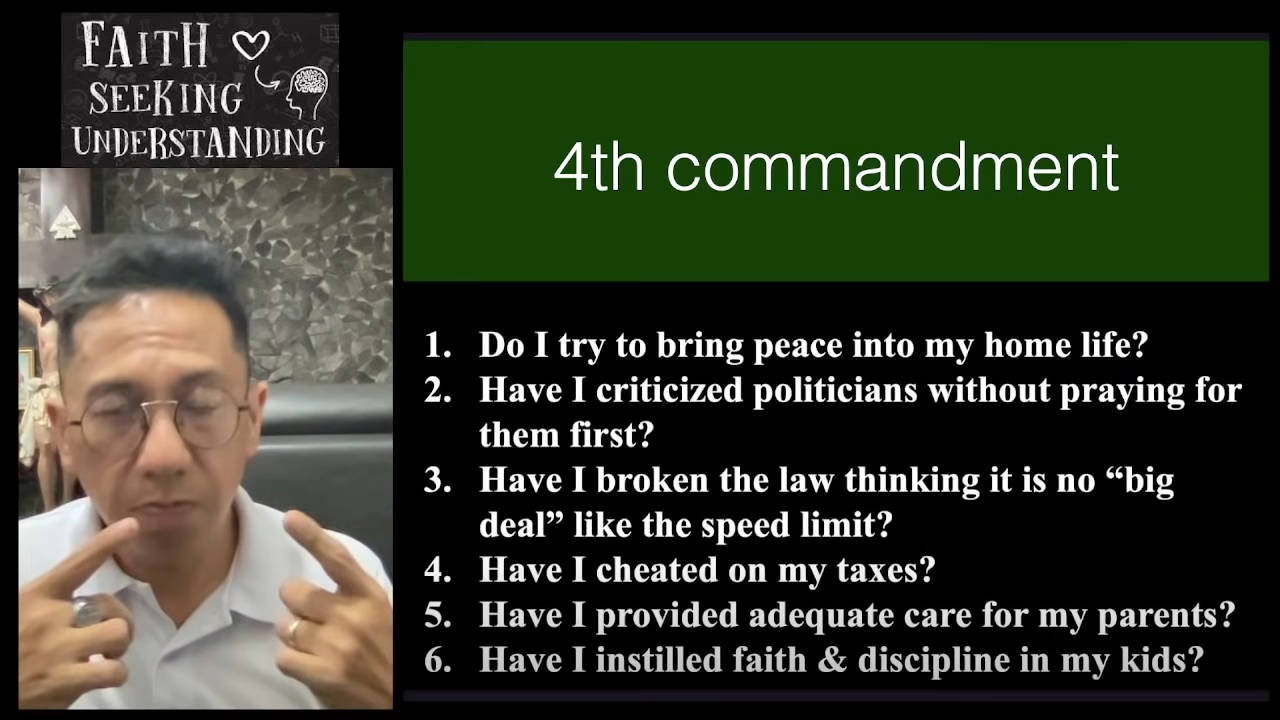 FAITH
SEEKING
UNDERSTANDING
4th commandment
1. Do I try to bring peace into my home life?
2. Have I criticized politicians without praying for
them first?
3. Have I broken the law thinking it is no “big
deal” like the speed limit?
4. Have I cheated on my taxes?
5. Have I provided adequate care for my parents?
6. Have I instilled faith & discipline in my kids?